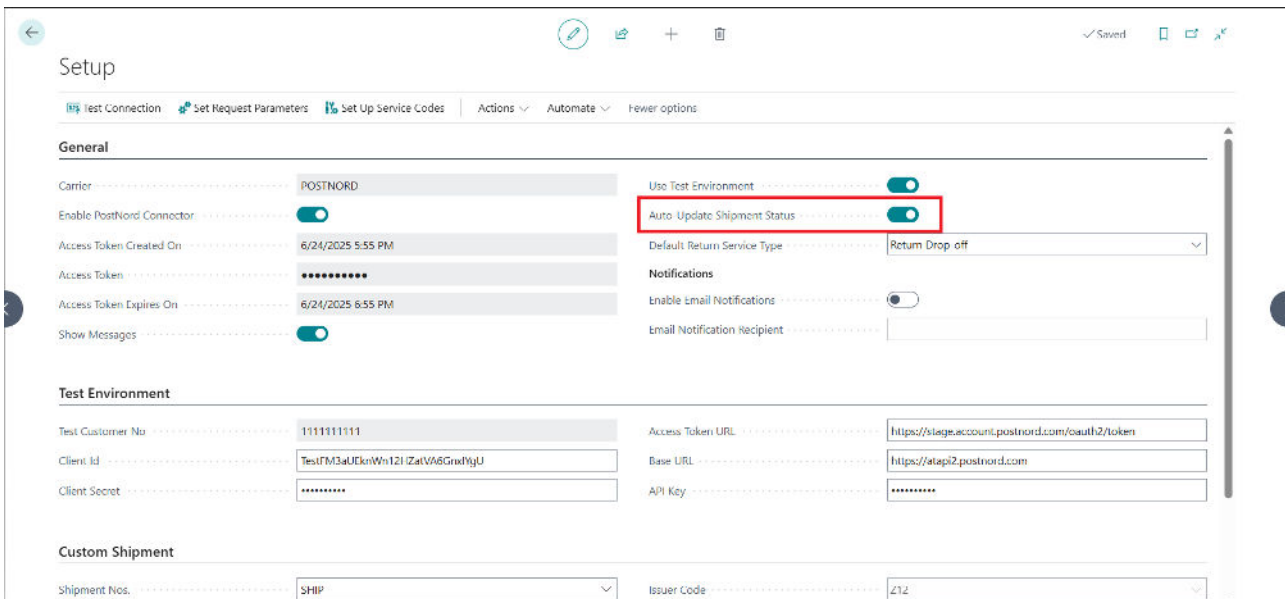 Saved
Setup
Test Connection Set Request Parameters Set Up Service Codes Actions Automate Fewer options
General
Carrier POSTNORD
Use Test Environment
Enable PostNord Connector
Auto-Update Shipment Status
Access Token Created On 6/24/2025 5:55 PM
Default Return Service Type Return Drop-off
Access Token ••••••••••
Notifications
Access Token Expires On 6/24/2025 6:55 PM
Enable Email Notifications
Show Messages
Email Notification Recipient
Test Environment
Test Customer No 1111111111
Access Token URL https://stage.account.postnord.com/oauth2/token
Client Id
Base URL https://atapi2.postnord.com
Client Secret ••••••••••
API Key ••••••••••
Custom Shipment
Shipment Nos. SHIP
Issuer Code Z12